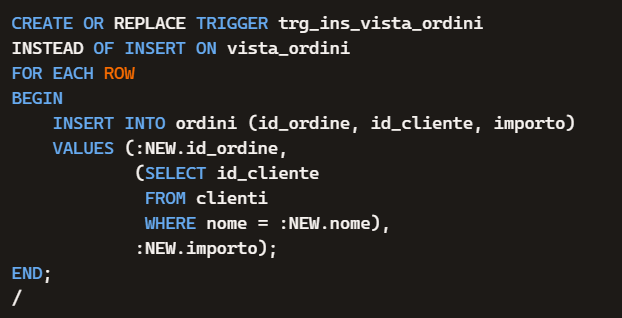 CREATE OR REPLACE TRIGGER trg_ins_vista_ordini
INSTEAD OF INSERT ON vista_ordini
FOR EACH ROW
BEGIN
    INSERT INTO ordini (id_ordine, id_cliente, importo)
    VALUES (:NEW.id_ordine,
            (SELECT id_cliente
             FROM clienti
             WHERE nome = :NEW.nome),
            :NEW.importo);
END;
/